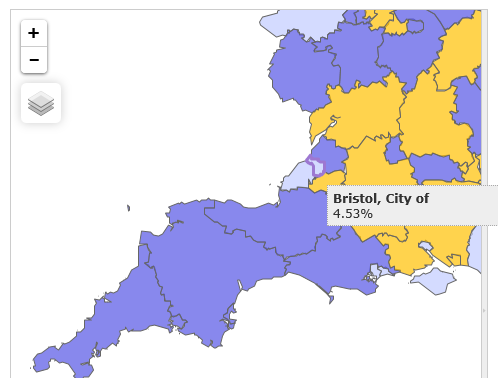 +
−
Bristol, City of
4.53%